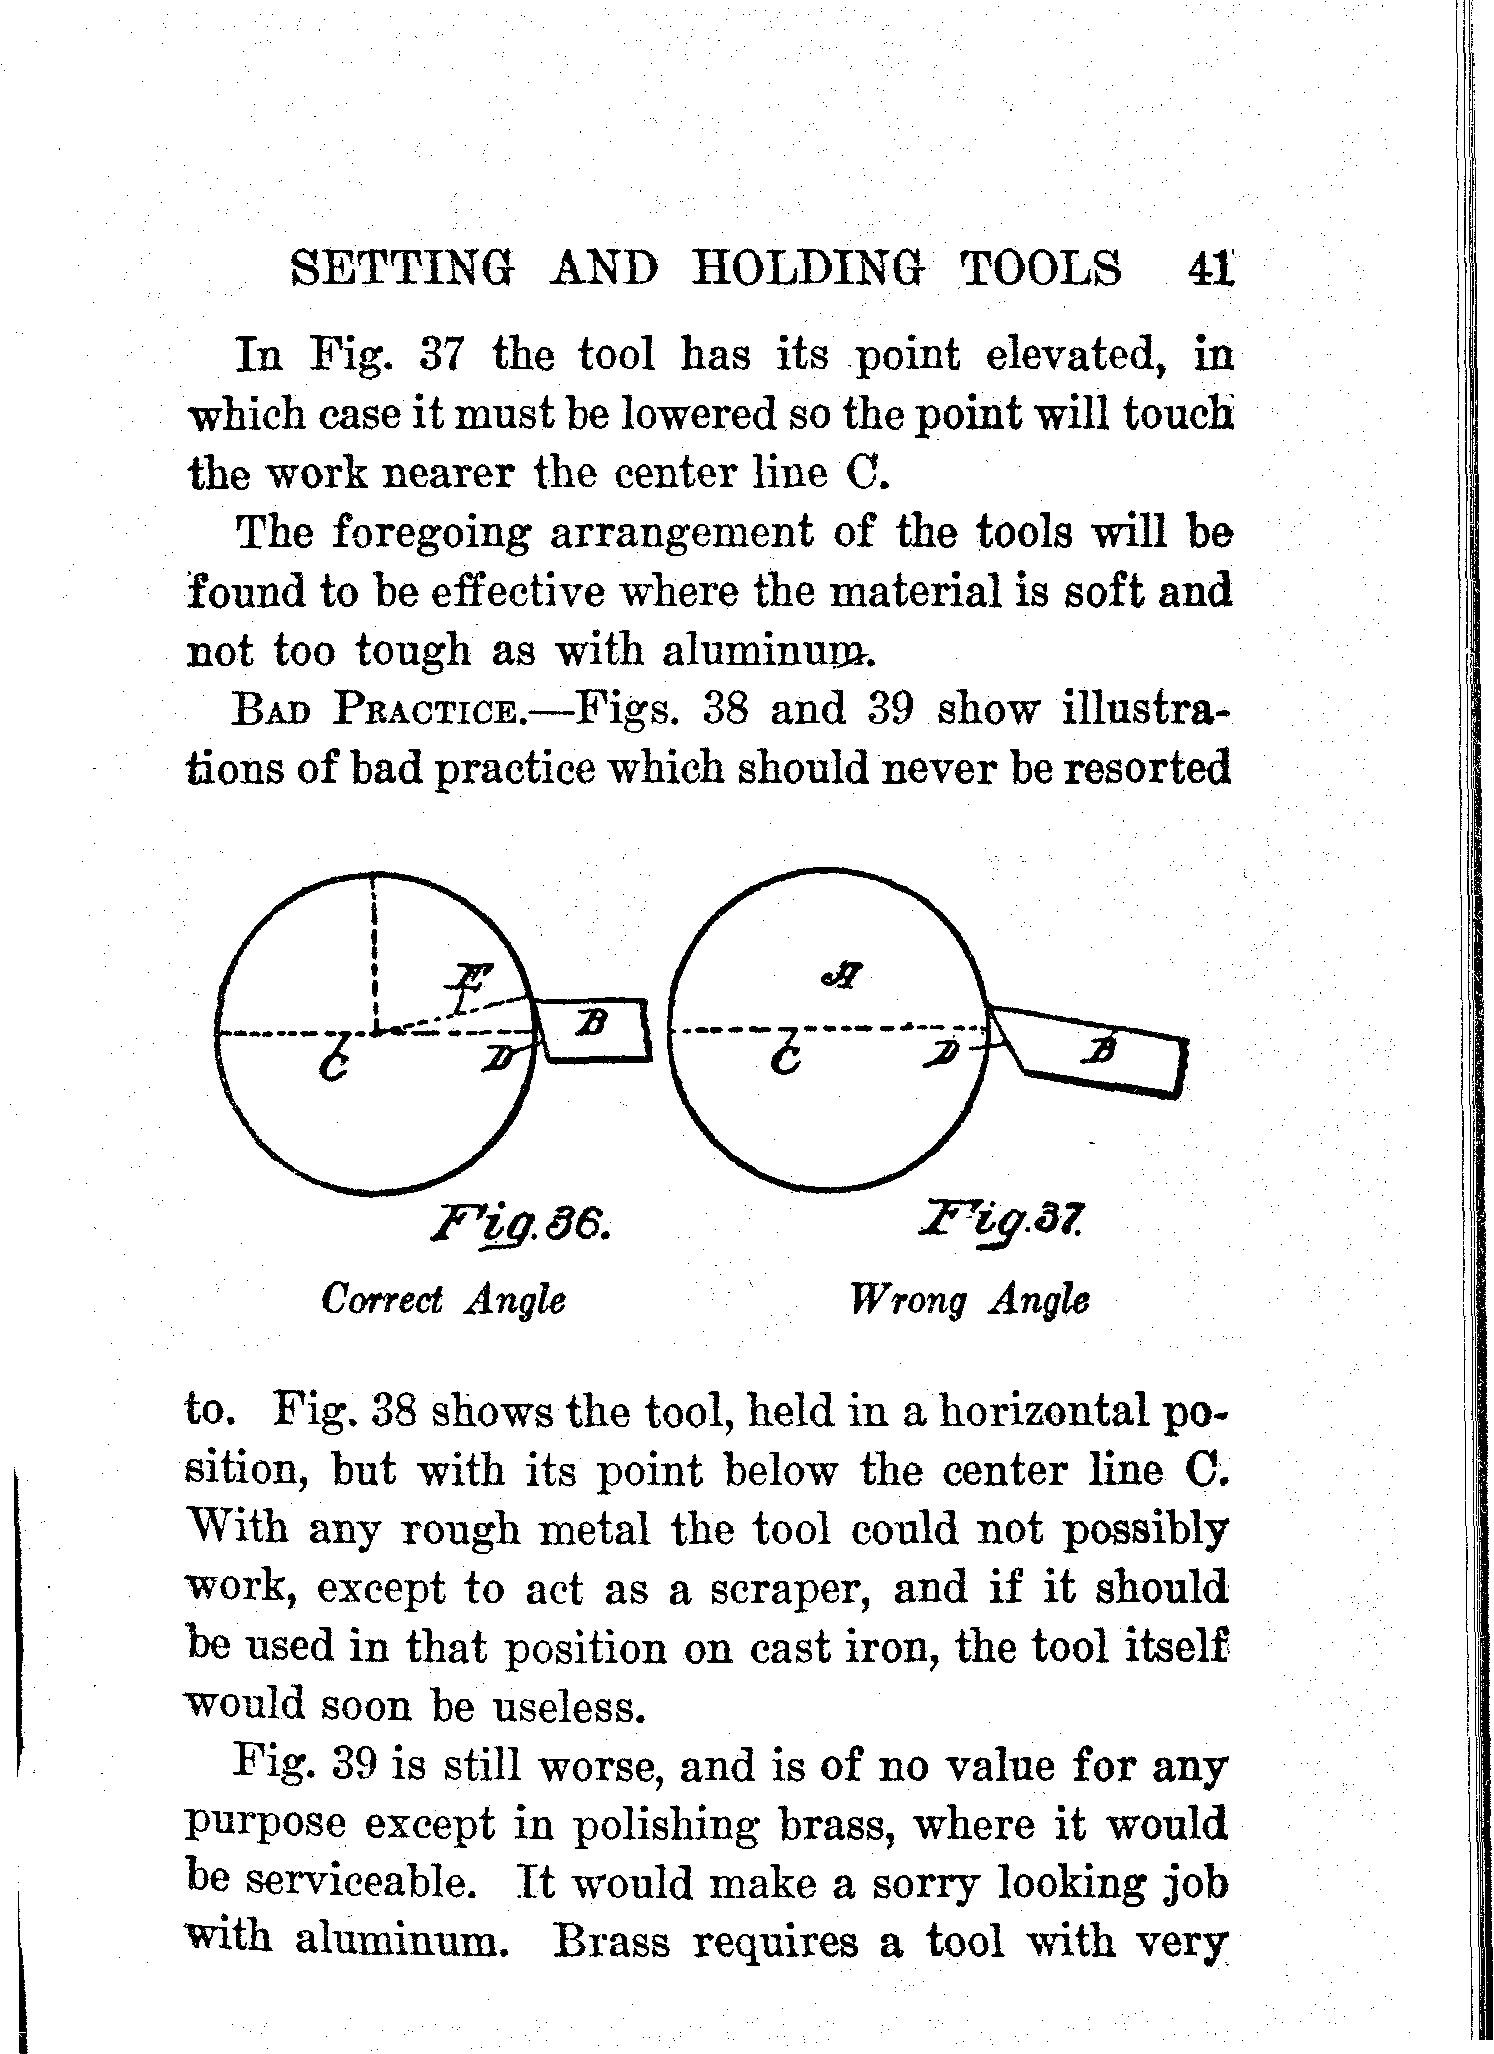 SETTING AND HOLDING TOOLS 41
In Fig. 37 the tool has its point elevated, in
which case it must be lowered so the point will touch
the work nearer the center line C.
The foregoing arrangement of the tools will be
found to be effective where the material is soft and
not too tough as with aluminum.
BAD PRACTICE.—Figs. 38 and 39 show illustra-
tions of bad practice which should never be resorted
F
B
C
D
A
C
D
B
Fig. 36.
Fig. 37.
Correct Angle
Wrong Angle
to. Fig. 38 shows the tool, held in a horizontal po-
sition, but with its point below the center line C.
With any rough metal the tool could not possibly
work, except to act as a scraper, and if it should
be used in that position on cast iron, the tool itself
would soon be useless.
Fig. 39 is still worse, and is of no value for any
purpose except in polishing brass, where it would
be serviceable. It would make a sorry looking job
with aluminum. Brass requires a tool with very